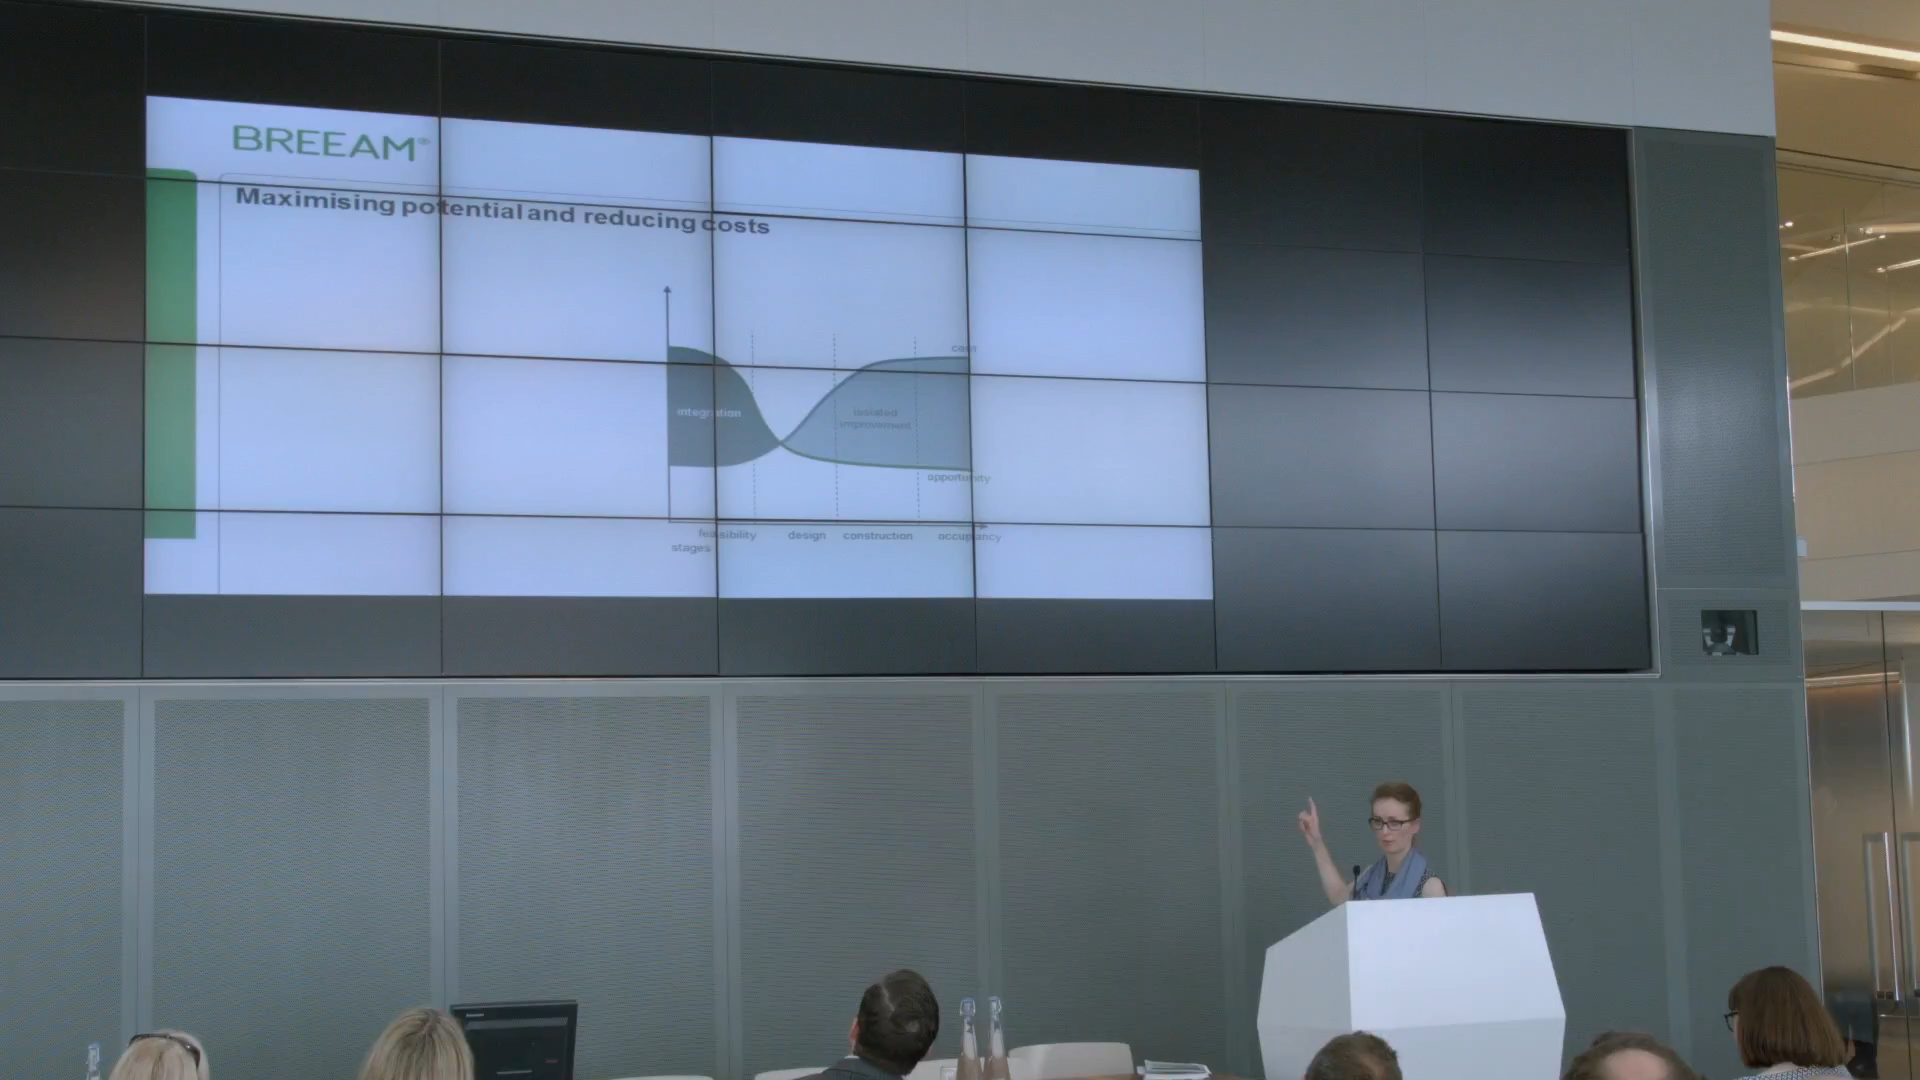 BREEAM®
Maximising potential and reducing costs
cost
integration
isolated
improvement
opportunity
feasibility design construction occupancy
stages